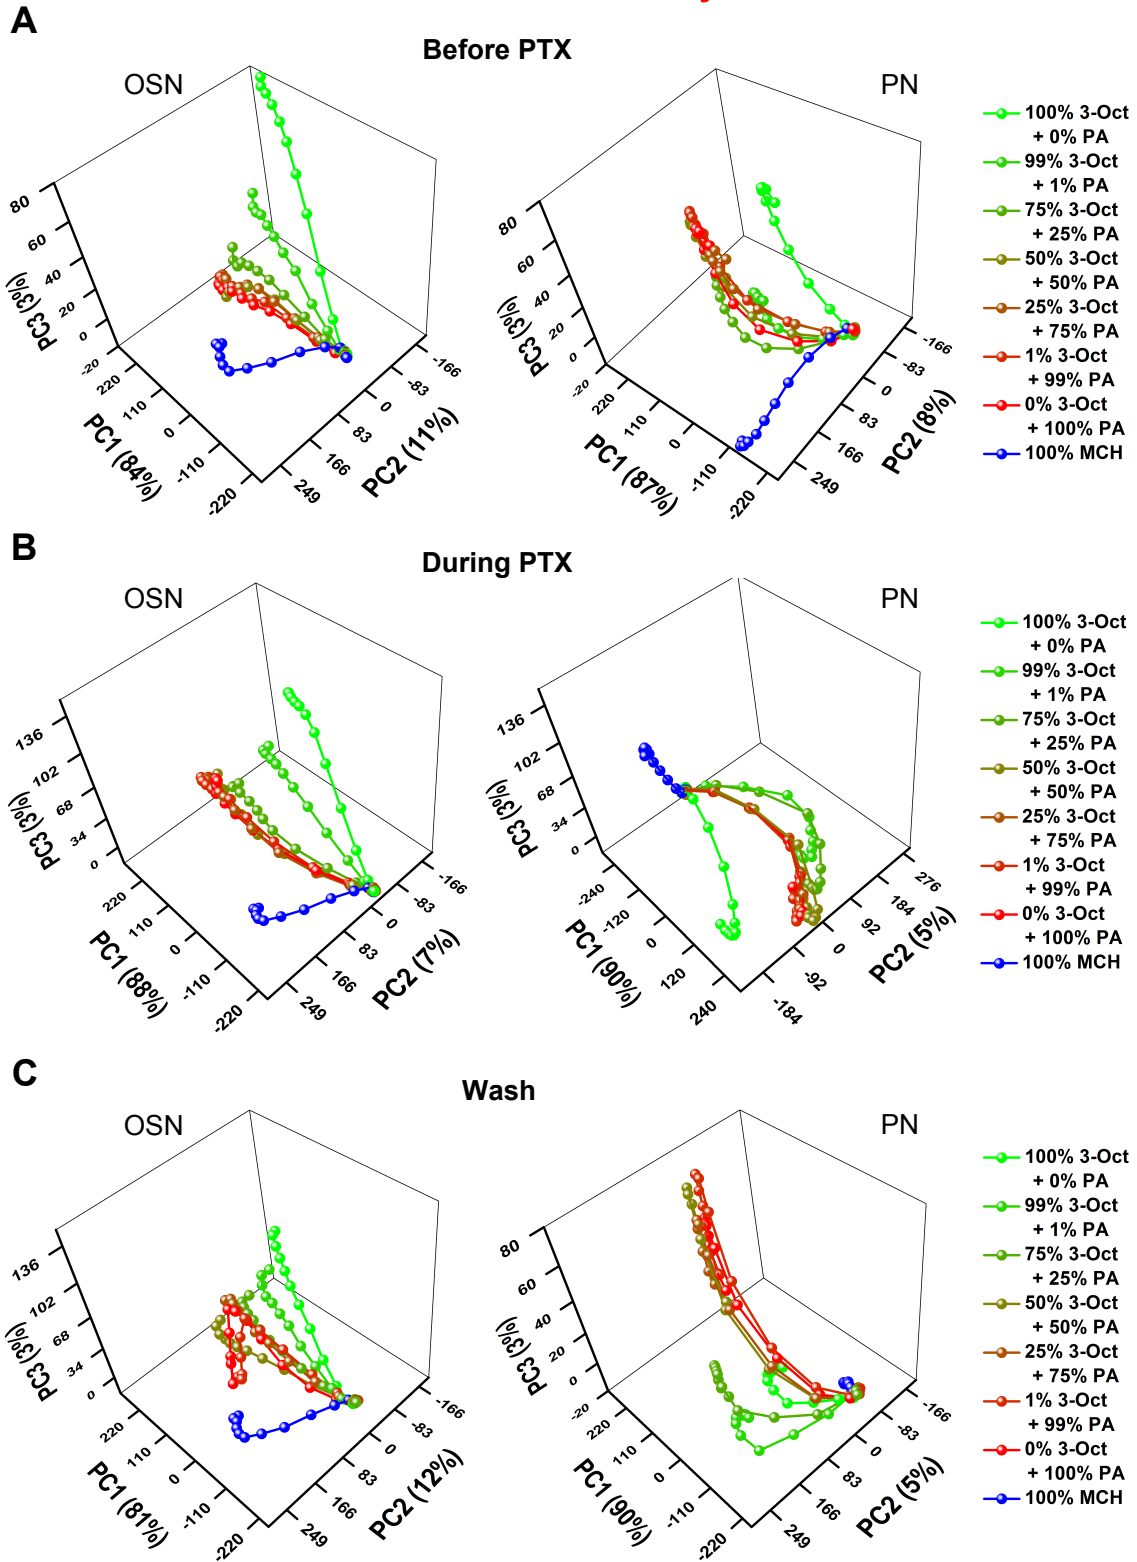 A
Before PTX
OSN
PN
80
60
40
20
0
-20
PC3 (3%)
220
110
0
-110
-220
PC1 (84%)
249
166
83
0
-83
-166
PC2 (11%)
80
60
40
20
0
-20
PC3 (3%)
220
110
0
-110
-220
PC1 (87%)
249
166
83
0
-83
-166
PC2 (8%)
100% 3-Oct
+ 0% PA
99% 3-Oct
+ 1% PA
75% 3-Oct
+ 25% PA
50% 3-Oct
+ 50% PA
25% 3-Oct
+ 75% PA
1% 3-Oct
+ 99% PA
0% 3-Oct
+ 100% PA
100% MCH
B
During PTX
OSN
PN
136
102
68
34
0
PC3 (3%)
220
110
0
-110
-220
PC1 (88%)
249
166
83
0
-83
-166
PC2 (7%)
136
102
68
34
0
PC3 (3%)
-240
-120
0
120
240
PC1 (90%)
-184
-92
0
92
184
276
PC2 (5%)
100% 3-Oct
+ 0% PA
99% 3-Oct
+ 1% PA
75% 3-Oct
+ 25% PA
50% 3-Oct
+ 50% PA
25% 3-Oct
+ 75% PA
1% 3-Oct
+ 99% PA
0% 3-Oct
+ 100% PA
100% MCH
C
Wash
OSN
PN
136
102
68
34
0
PC3 (3%)
220
110
0
-110
-220
PC1 (81%)
249
166
83
0
-83
-166
PC2 (12%)
80
60
40
20
0
-20
PC3 (3%)
220
110
0
-110
-220
PC1 (90%)
249
166
83
0
-83
-166
PC2 (5%)
100% 3-Oct
+ 0% PA
99% 3-Oct
+ 1% PA
75% 3-Oct
+ 25% PA
50% 3-Oct
+ 50% PA
25% 3-Oct
+ 75% PA
1% 3-Oct
+ 99% PA
0% 3-Oct
+ 100% PA
100% MCH